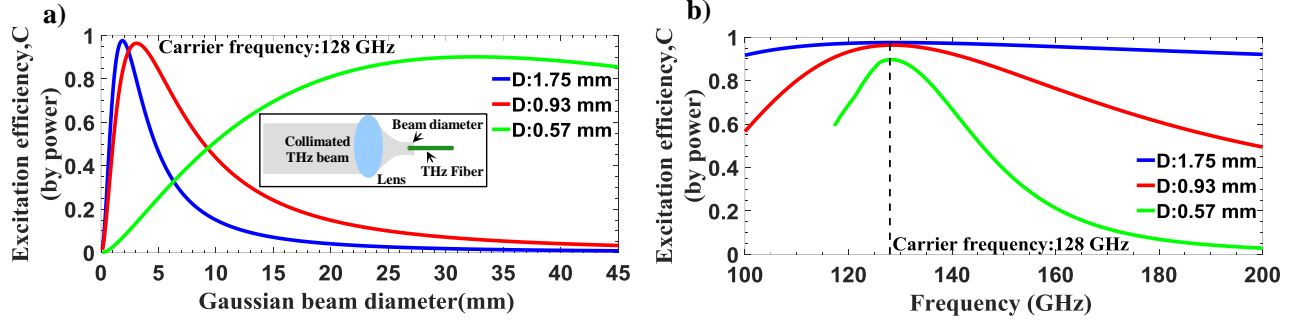 a)
Excitation efficiency,C
(by power)
1
0.8
0.6
0.4
0.2
0
Carrier frequency:128 GHz
D:1.75 mm
D:0.93 mm
D:0.57 mm
Collimated
THz beam
Beam diameter
Lens
THz Fiber
0 5 10 15 20 25 30 35 40 45
Gaussian beam diameter(mm)
b)
Excitation efficiency,C
(by power)
1
0.8
0.6
0.4
0.2
0
D:1.75 mm
D:0.93 mm
D:0.57 mm
Carrier frequency:128 GHz
100 120 140 160 180 200
Frequency (GHz)